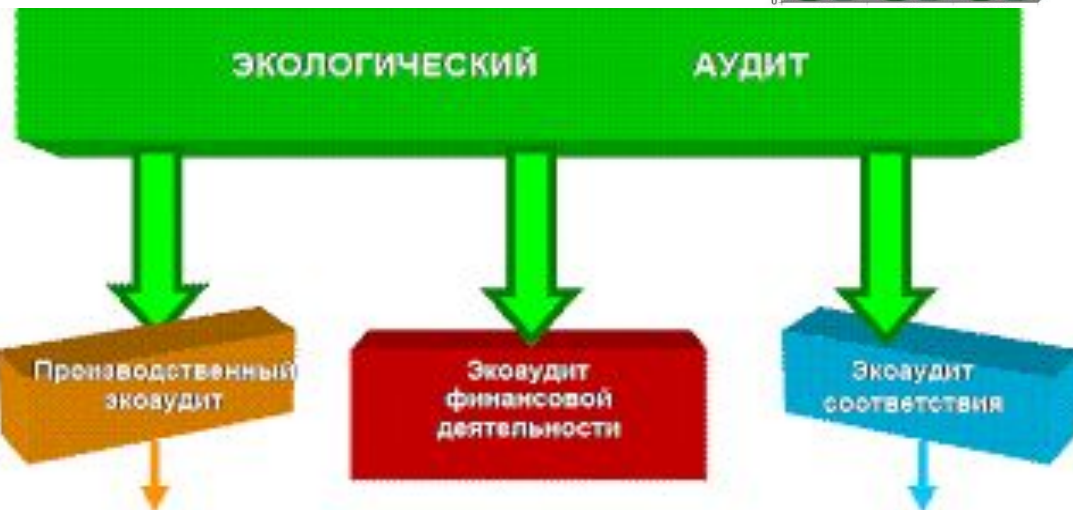 ЭКОЛОГИЧЕСКИЙ АУДИТ
Производственный
экоаудит
Экоаудит
финансовой
деятельности
Экоаудит
соответствия